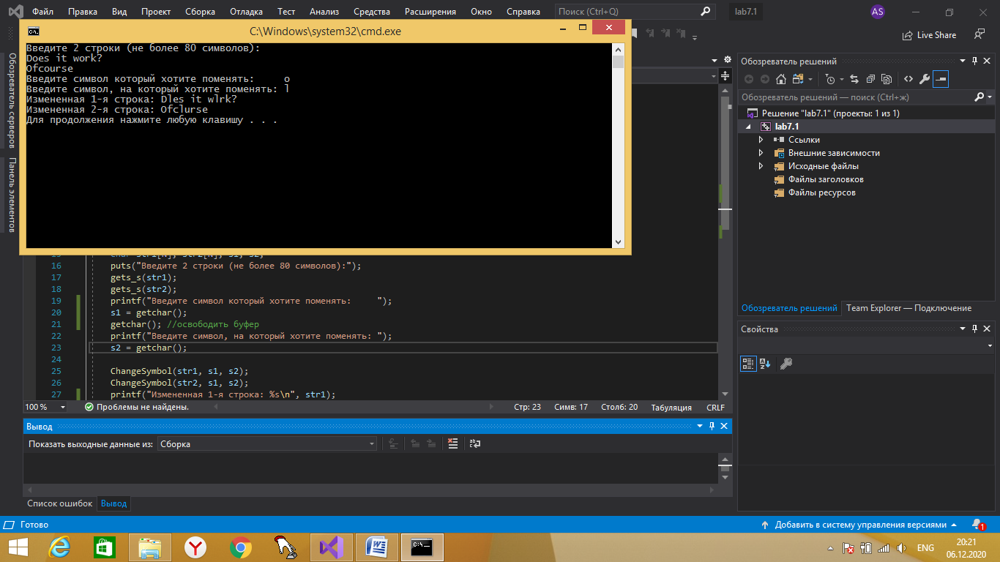 Файл Правка Вид Проект Сборка Отладка Тест Анализ Средства Расширения Окно Справка Поиск (Ctrl+Q) lab7.1 AS
C:\Windows\system32\cmd.exe
Live Share
Введите 2 строки (не более 80 символов):
Does it work?
Ofcourse
Введите символ который хотите поменять: o
Введите символ, на который хотите поменять: l
Измененная 1-я строка: Dles it wlrk?
Измененная 2-я строка: Ofclurse
Для продолжения нажмите любую клавишу . . .
Обозреватель серверов
Панель элементов
16 puts("Введите 2 строки (не более 80 символов):");
17 gets_s(str1);
18 gets_s(str2);
19 printf("Введите символ который хотите поменять:     ");
20 s1 = getchar();
21 getchar(); //освободить буфер
22 printf("Введите символ, на который хотите поменять: ");
23 s2 = getchar();
24
25 ChangeSymbol(str1, s1, s2);
26 ChangeSymbol(str2, s1, s2);
27 printf("Измененная 1-я строка: %s\n", str1);
100 % Проблемы не найдены. Стр: 23 Симв: 17 Столб: 20 Табуляция CRLF
Вывод
Показать выходные данные из: Сборка
Список ошибок Вывод
Обозреватель решений
Обозреватель решений — поиск (Ctrl+ж)
Решение "lab7.1" (проекты: 1 из 1)
lab7.1
Ссылки
Внешние зависимости
Исходные файлы
Файлы заголовков
Файлы ресурсов
Обозреватель решений Team Explorer — Подключение
Свойства
Готово Добавить в систему управления версиями 1
ENG 20:21
06.12.2020